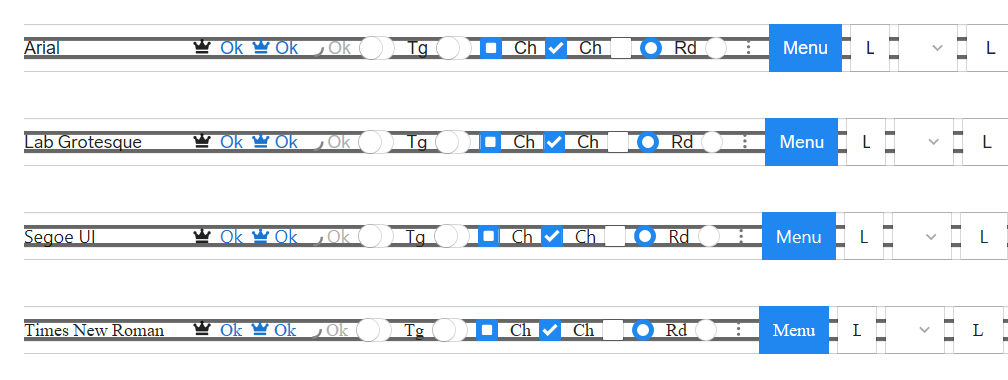 Arial Ok Ok Ok Tg Ch Ch Rd Menu L L
Lab Grotesque Ok Ok Ok Tg Ch Ch Rd Menu L L
Segoe UI Ok Ok Ok Tg Ch Ch Rd Menu L L
Times New Roman Ok Ok Ok Tg Ch Ch Rd Menu L L